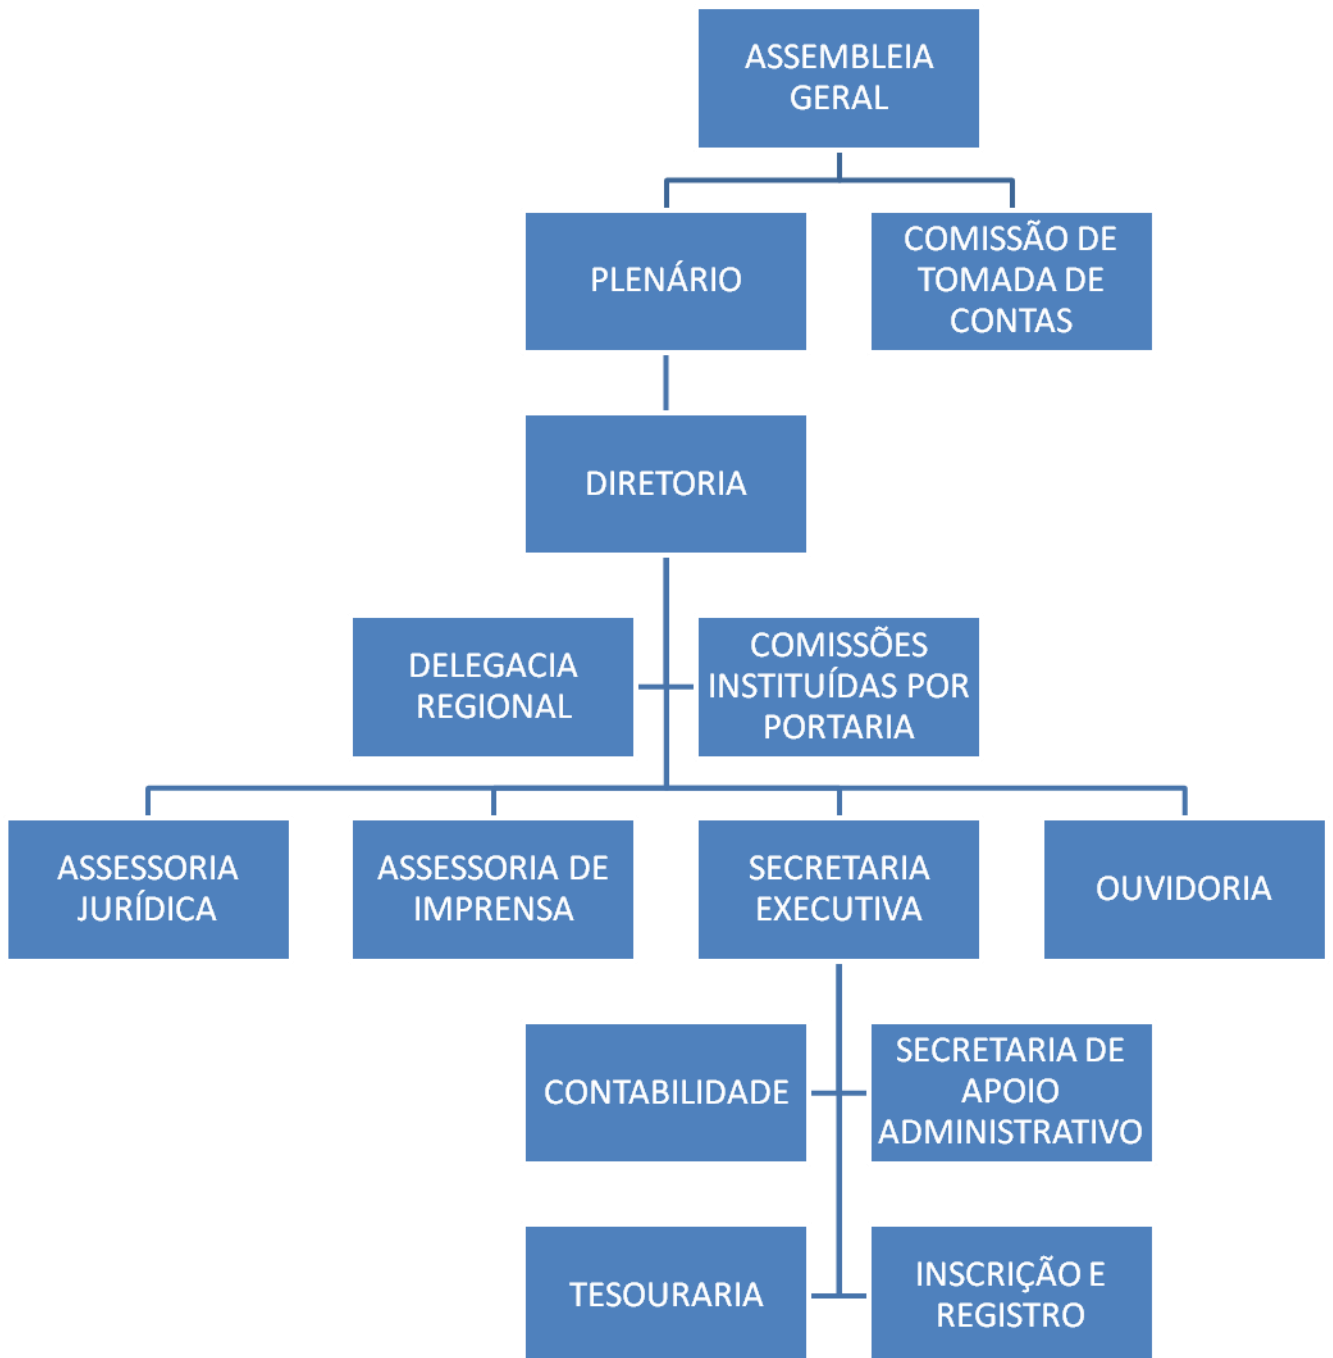 ASSEMBLEIA
GERAL
PLENÁRIO
COMISSÃO DE
TOMADA DE
CONTAS
DIRETORIA
DELEGACIA
REGIONAL
COMISSÕES
INSTITUÍDAS POR
PORTARIA
ASSESSORIA
JURÍDICA
ASSESSORIA DE
IMPRENSA
SECRETARIA
EXECUTIVA
OUVIDORIA
CONTABILIDADE
SECRETARIA DE
APOIO
ADMINISTRATIVO
TESOURARIA
INSCRIÇÃO E
REGISTRO